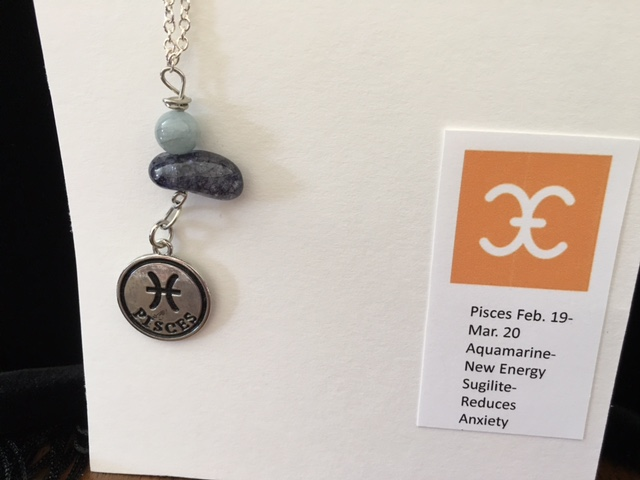 PISCES
Pisces Feb. 19-
Mar. 20
Aquamarine-
New Energy
Sugilite-
Reduces
Anxiety